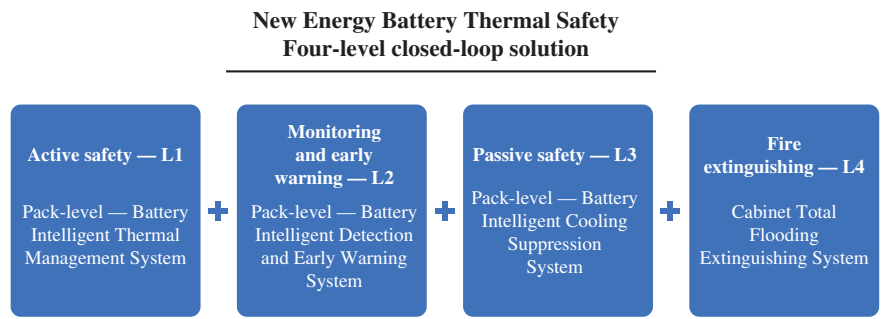 New Energy Battery Thermal Safety
Four-level closed-loop solution
Active safety — L1
Pack-level — Battery
Intelligent Thermal
Management System
Monitoring
and early
warning — L2
Pack-level — Battery
Intelligent Detection
and Early Warning
System
Passive safety — L3
Pack-level — Battery
Intelligent Cooling
Suppression
System
Fire
extinguishing — L4
Cabinet Total
Flooding
Extinguishing System